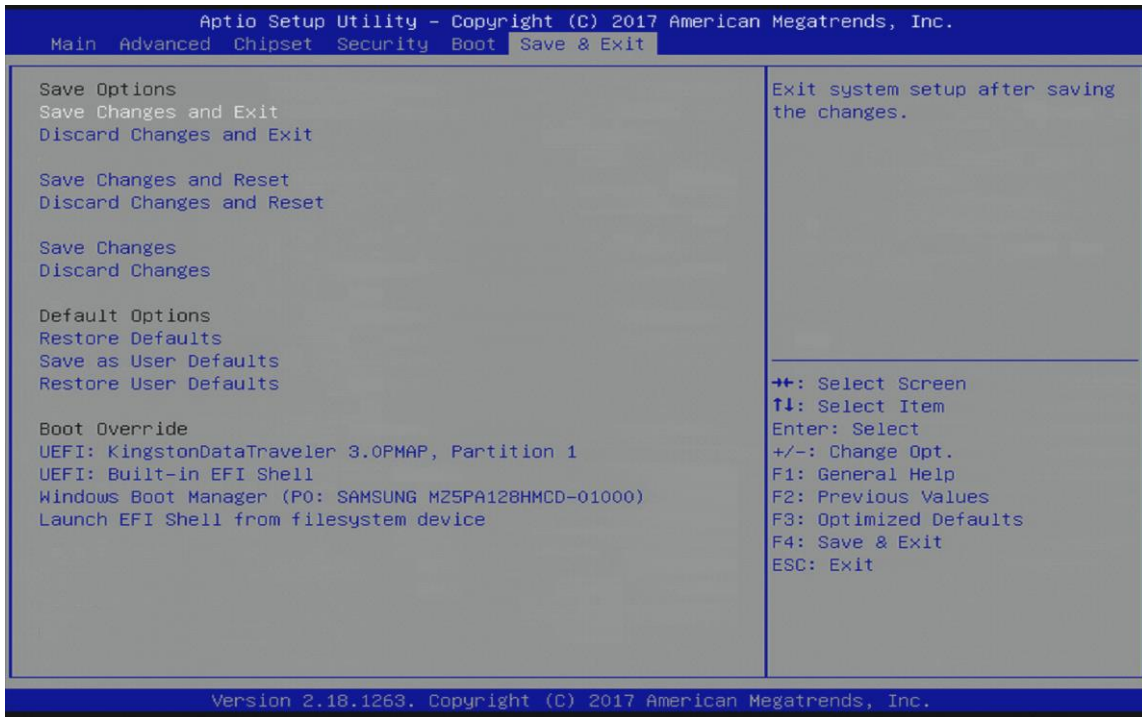 Aptio Setup Utility – Copyright (C) 2017 American Megatrends, Inc.
Main Advanced Chipset Security Boot Save & Exit
Save Options
Save Changes and Exit
Discard Changes and Exit
Save Changes and Reset
Discard Changes and Reset
Save Changes
Discard Changes
Default Options
Restore Defaults
Save as User Defaults
Restore User Defaults
Boot Override
UEFI: KingstonDataTraveler 3.0PMAP, Partition 1
UEFI: Built-in EFI Shell
Windows Boot Manager (P0: SAMSUNG MZ5PA128HMCD-01000)
Launch EFI Shell from filesystem device
Exit system setup after saving
the changes.
→←: Select Screen
↑↓: Select Item
Enter: Select
+/-: Change Opt.
F1: General Help
F2: Previous Values
F3: Optimized Defaults
F4: Save & Exit
ESC: Exit
Version 2.18.1263. Copyright (C) 2017 American Megatrends, Inc.